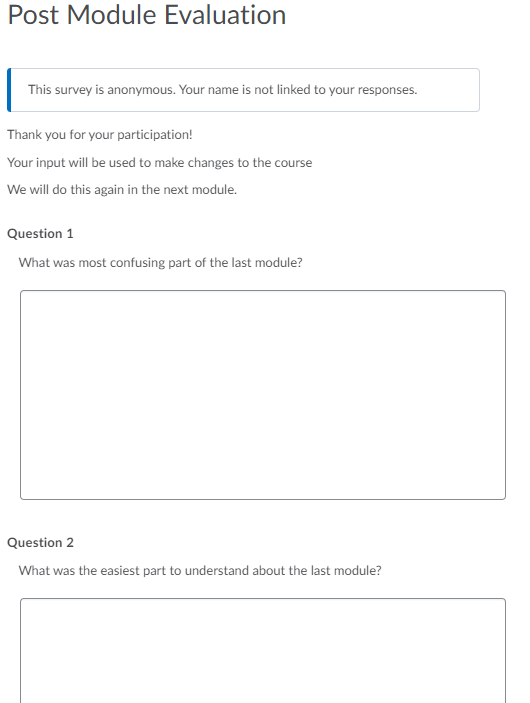 Post Module Evaluation
This survey is anonymous. Your name is not linked to your responses.
Thank you for your participation!
Your input will be used to make changes to the course
We will do this again in the next module.
Question 1
What was most confusing part of the last module?
Question 2
What was the easiest part to understand about the last module?